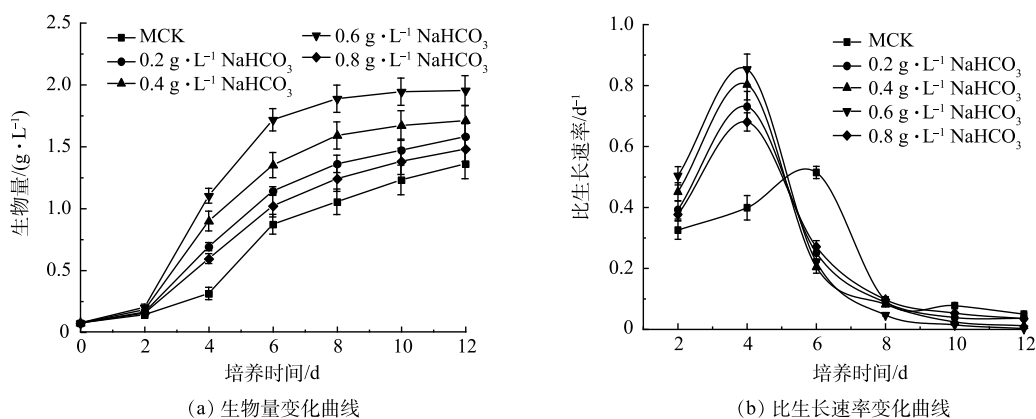 2.5
2.0
1.5
1.0
0.5
0
生物量/(g·L⁻¹)
MCK
0.2 g·L⁻¹ NaHCO₃
0.4 g·L⁻¹ NaHCO₃
0.6 g·L⁻¹ NaHCO₃
0.8 g·L⁻¹ NaHCO₃
0 2 4 6 8 10 12
培养时间/d
(a) 生物量变化曲线
1.0
0.8
0.6
0.4
0.2
0
比生长速率/d⁻¹
MCK
0.2 g·L⁻¹ NaHCO₃
0.4 g·L⁻¹ NaHCO₃
0.6 g·L⁻¹ NaHCO₃
0.8 g·L⁻¹ NaHCO₃
2 4 6 8 10 12
培养时间/d
(b) 比生长速率变化曲线